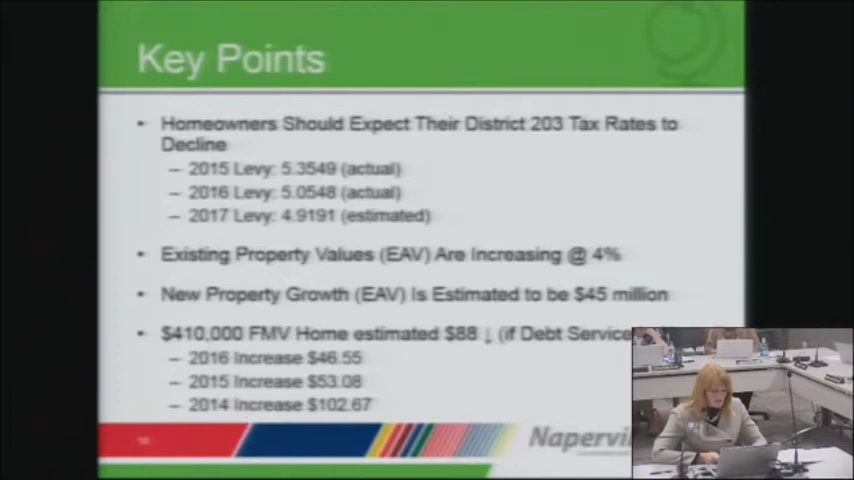 Key Points
• Homeowners Should Expect Their District 203 Tax Rates to
Decline
– 2015 Levy: 5.3549 (actual)
– 2016 Levy: 5.0548 (actual)
– 2017 Levy: 4.9191 (estimated)
• Existing Property Values (EAV) Are Increasing @ 4%
• New Property Growth (EAV) Is Estimated to be $45 million
• $410,000 FMV Home estimated $88 ↓ (if Debt Service
– 2016 Increase $46.55
– 2015 Increase $53.08
– 2014 Increase $102.67
Napervi